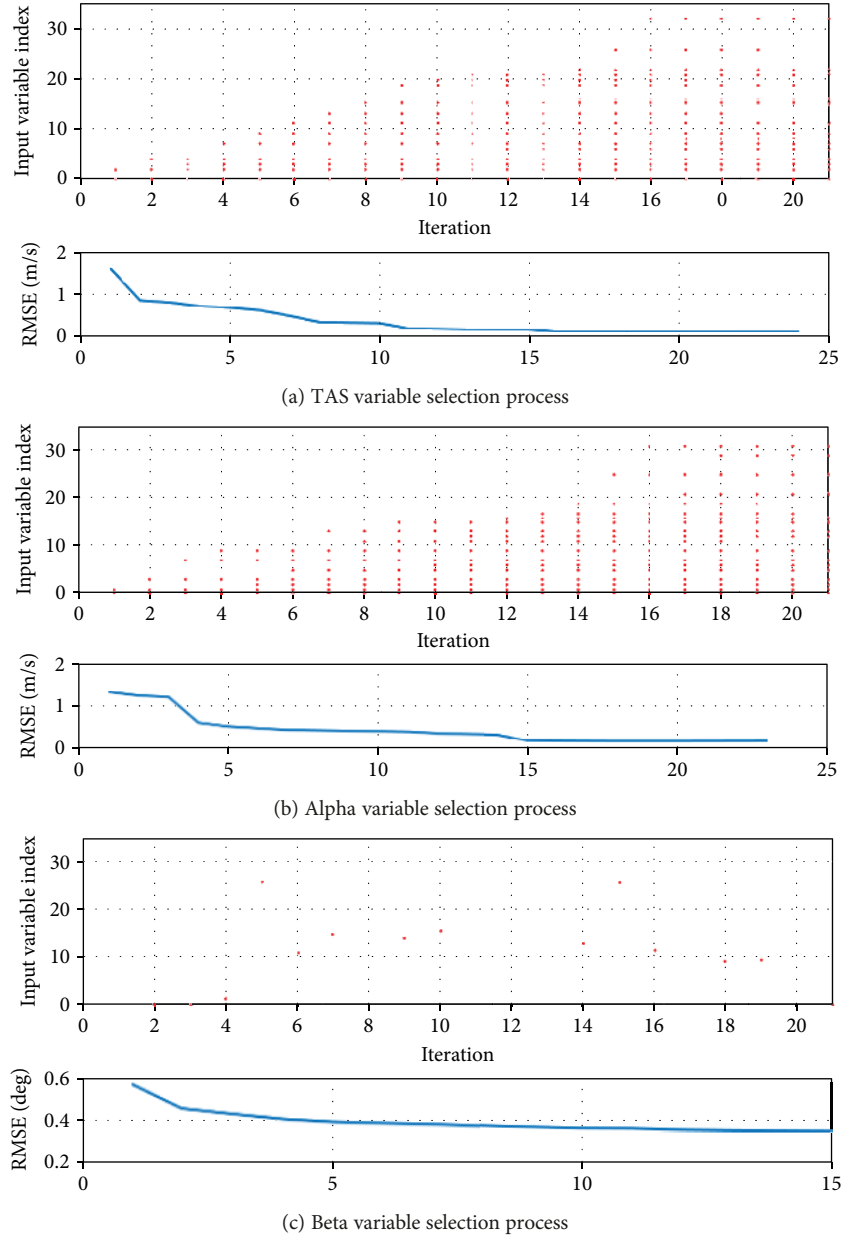 Input variable index
30
20
10
0
0 2 4 6 8 10 12 14 16 0 20
Iteration
RMSE (m/s)
2
1
0
0 5 10 15 20 25
(a) TAS variable selection process
Input variable index
30
20
10
0
0 2 4 6 8 10 12 14 16 18 20
Iteration
RMSE (m/s)
2
1
0
0 5 10 15 20 25
(b) Alpha variable selection process
Input variable index
30
20
10
0
0 2 4 6 8 10 12 14 16 18 20
Iteration
RMSE (deg)
0.6
0.4
0.2
0 5 10 15
(c) Beta variable selection process